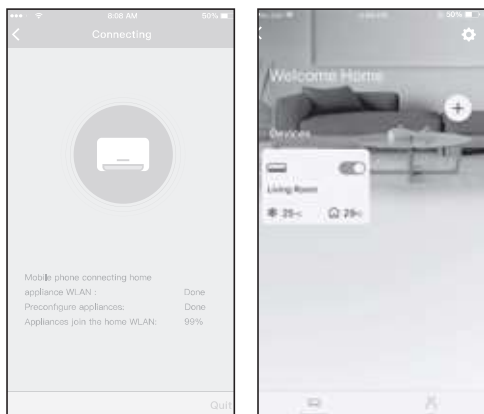 8:08 AM
50%
Connecting
Mobile phone connecting home
appliance WLAN :
Done
Preconfigure appliances:
Done
Appliances join the home WLAN:
99%
Quit
50%
Welcome Home
Devices
Living Room